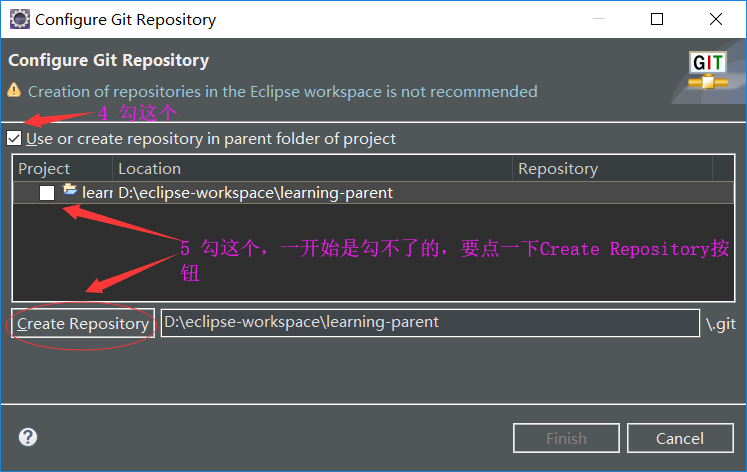 Configure Git Repository
Configure Git Repository
GIT
Creation of repositories in the Eclipse workspace is not recommended
4 勾这个
Use or create repository in parent folder of project
Project Location Repository
learr D:\eclipse-workspace\learning-parent
5 勾这个，一开始是勾不了的，要点一下Create Repository按
钮
Create Repository D:\eclipse-workspace\learning-parent \.git
? Finish Cancel